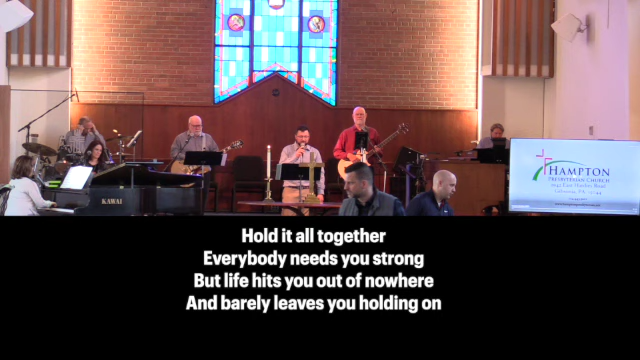 HAMPTON
PRESBYTERIAN CHURCH
KAWAI
Hold it all together
Everybody needs you strong
But life hits you out of nowhere
And barely leaves you holding on